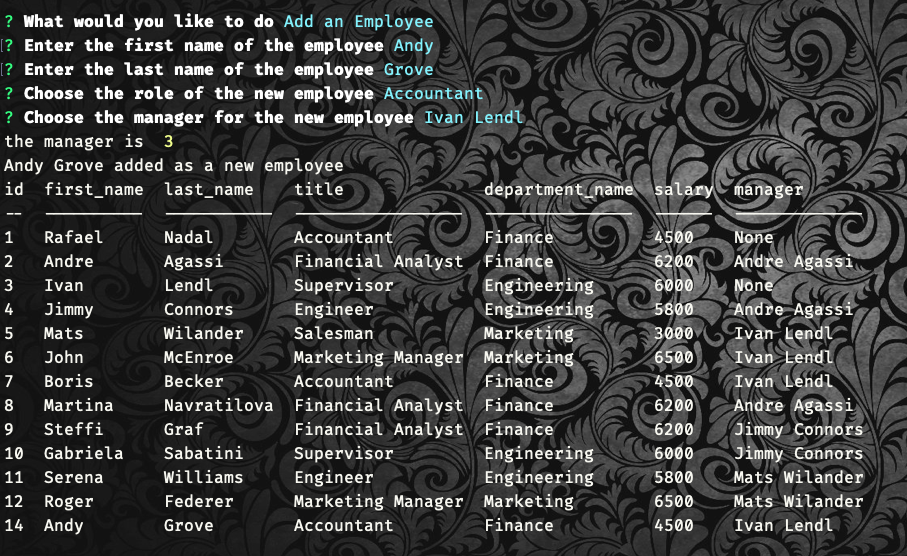 ? What would you like to do Add an Employee
? Enter the first name of the employee Andy
? Enter the last name of the employee Grove
? Choose the role of the new employee Accountant
? Choose the manager for the new employee Ivan Lendl
the manager is  3
Andy Grove added as a new employee
id  first_name  last_name  title  department_name  salary  manager
1  Rafael  Nadal  Accountant  Finance  4500  None
2  Andre  Agassi  Financial Analyst  Finance  6200  Andre Agassi
3  Ivan  Lendl  Supervisor  Engineering  6000  None
4  Jimmy  Connors  Engineer  Engineering  5800  Andre Agassi
5  Mats  Wilander  Salesman  Marketing  3000  Ivan Lendl
6  John  McEnroe  Marketing Manager  Marketing  6500  Ivan Lendl
7  Boris  Becker  Accountant  Finance  4500  Ivan Lendl
8  Martina  Navratilova  Financial Analyst  Finance  6200  Andre Agassi
9  Steffi  Graf  Financial Analyst  Finance  6200  Jimmy Connors
10  Gabriela  Sabatini  Supervisor  Engineering  6000  Jimmy Connors
11  Serena  Williams  Engineer  Engineering  5800  Mats Wilander
12  Roger  Federer  Marketing Manager  Marketing  6500  Mats Wilander
14  Andy  Grove  Accountant  Finance  4500  Ivan Lendl